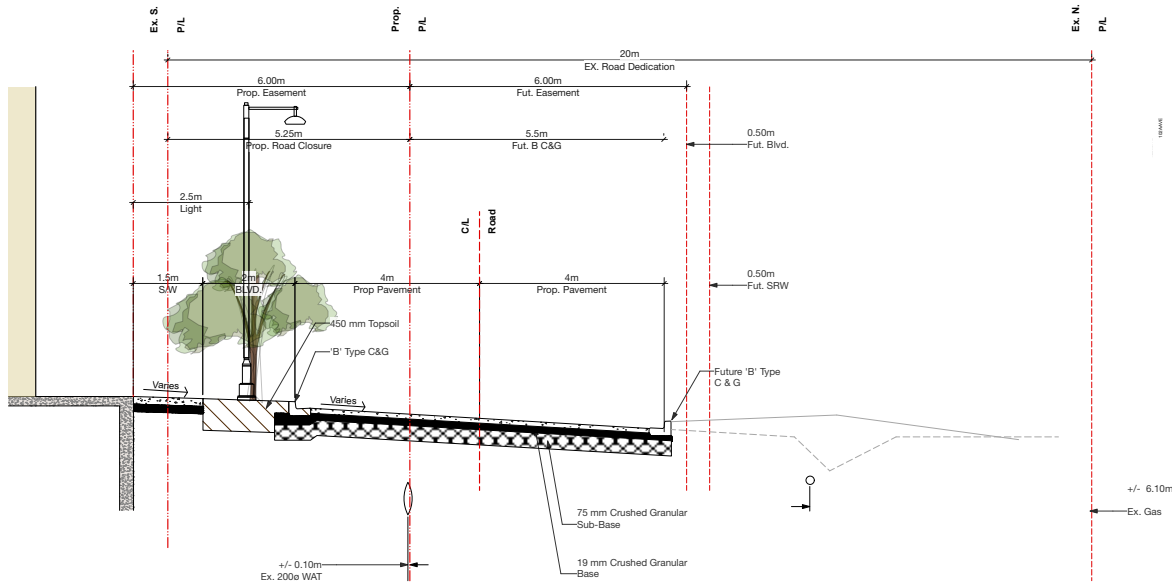 Ex. S.
P/L
Prop.
P/L
Ex. N.
P/L
20m
EX. Road Dedication
6.00m
Prop. Easement
6.00m
Fut. Easement
5.25m
Prop. Road Closure
5.5m
Fut. B C&G
0.50m
Fut. Blvd.
2.5m
Light
C/L
Road
1.5m
S/W
2m
BLVD.
4m
Prop Pavement
4m
Prop. Pavement
0.50m
Fut. SRW
450 mm Topsoil
'B' Type C&G
Future 'B' Type
C & G
Varies
Varies
+/- 6.10m
Ex. Gas
75 mm Crushed Granular
Sub-Base
19 mm Crushed Granular
Base
+/- 0.10m
Ex. 200ø WAT